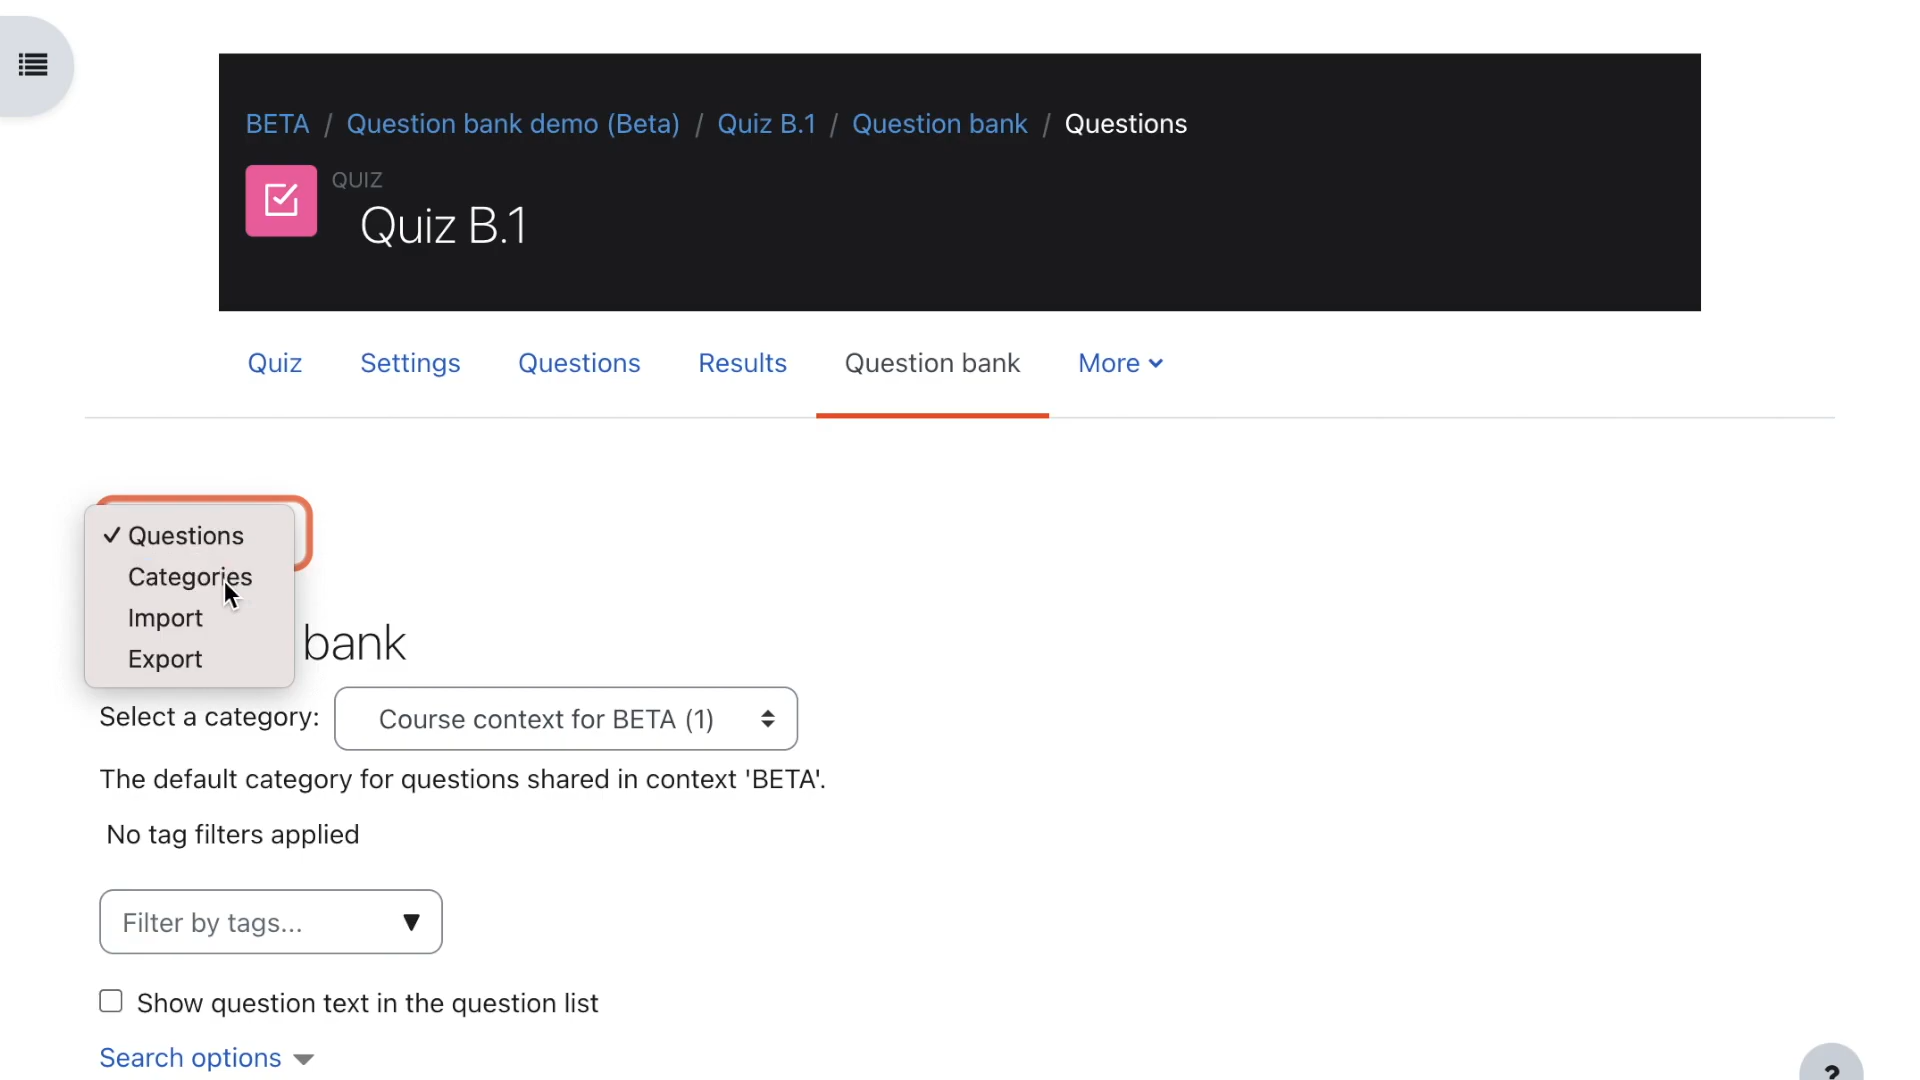 BETA / Question bank demo (Beta) / Quiz B.1 / Question bank / Questions
QUIZ
Quiz B.1
Quiz Settings Questions Results Question bank More
✓ Questions
Categories
Import
Export
bank
Select a category: Course context for BETA (1)
The default category for questions shared in context 'BETA'.
No tag filters applied
Filter by tags... ▼
Show question text in the question list
Search options
?